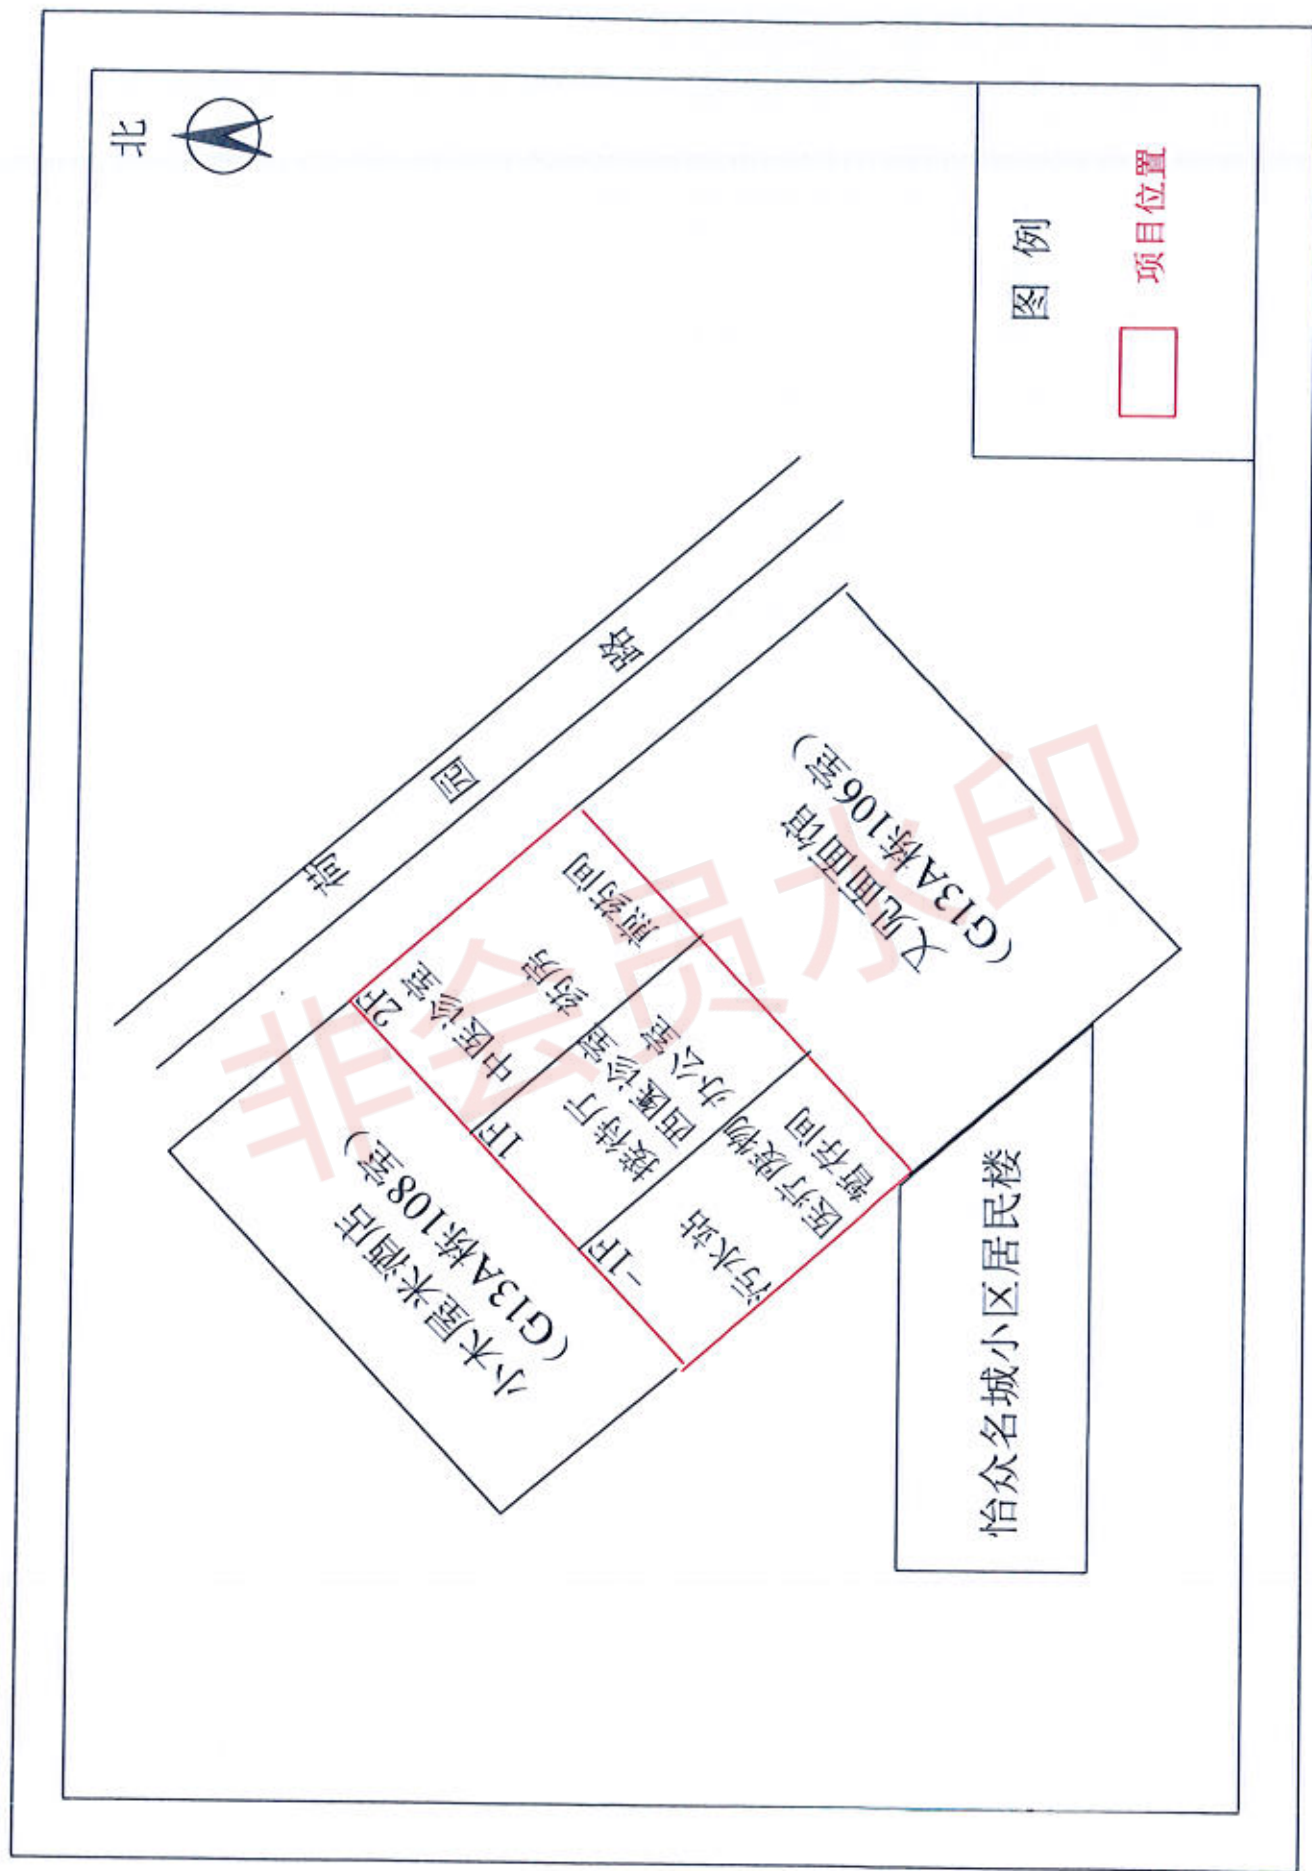 北
荷园路
小木屋米酒店
（G13A栋108室）
2F
中医诊室
药房
煎药间
1F
接待厅
西医诊室
办公室
-1F
污水站
医疗废物
暂存间
又见面面馆
（G13A栋106室）
怡众名城小区居民楼
图 例
项目位置
非会员水印